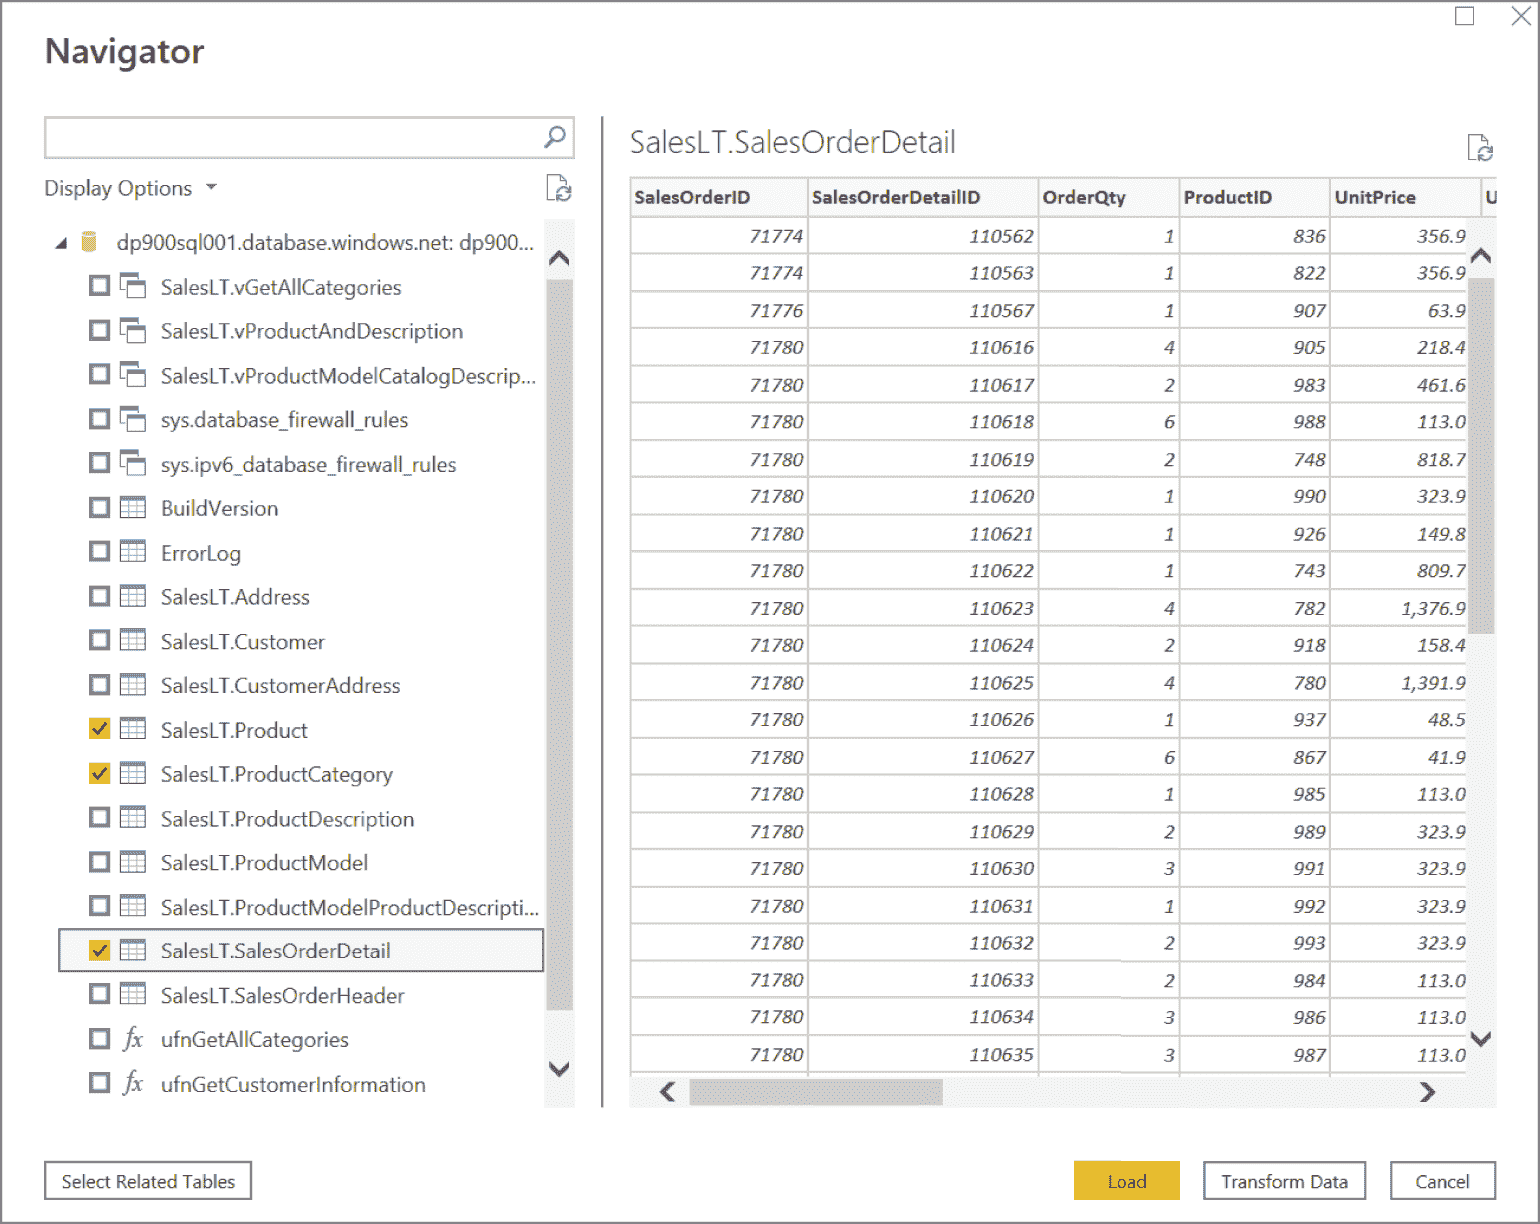 Navigator
Display Options
dp900sql001.database.windows.net: dp900...
SalesLT.vGetAllCategories
SalesLT.vProductAndDescription
SalesLT.vProductModelCatalogDescrip...
sys.database_firewall_rules
sys.ipv6_database_firewall_rules
BuildVersion
ErrorLog
SalesLT.Address
SalesLT.Customer
SalesLT.CustomerAddress
SalesLT.Product
SalesLT.ProductCategory
SalesLT.ProductDescription
SalesLT.ProductModel
SalesLT.ProductModelProductDescripti...
SalesLT.SalesOrderDetail
SalesLT.SalesOrderHeader
fx ufnGetAllCategories
fx ufnGetCustomerInformation
Select Related Tables
SalesLT.SalesOrderDetail
SalesOrderID SalesOrderDetailID OrderQty ProductID UnitPrice U
71774 110562 1 836 356.9
71774 110563 1 822 356.9
71776 110567 1 907 63.9
71780 110616 4 905 218.4
71780 110617 2 983 461.6
71780 110618 6 988 113.0
71780 110619 2 748 818.7
71780 110620 1 990 323.9
71780 110621 1 926 149.8
71780 110622 1 743 809.7
71780 110623 4 782 1,376.9
71780 110624 2 918 158.4
71780 110625 4 780 1,391.9
71780 110626 1 937 48.5
71780 110627 6 867 41.9
71780 110628 1 985 113.0
71780 110629 2 989 323.9
71780 110630 3 991 323.9
71780 110631 1 992 323.9
71780 110632 2 993 323.9
71780 110633 2 984 113.0
71780 110634 3 986 113.0
71780 110635 3 987 113.0
Load Transform Data Cancel